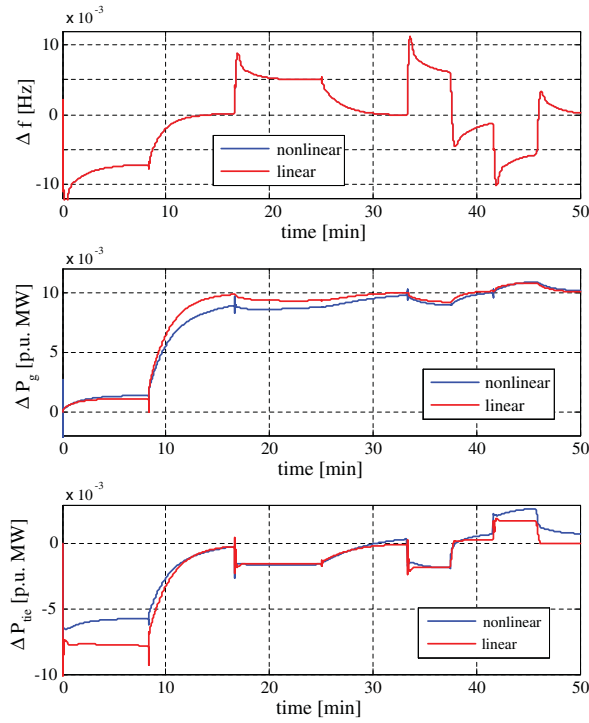 x 10⁻³
10
0
-10
Δ f [Hz]
nonlinear
linear
0 10 20 30 40 50
time [min]
x 10⁻³
10
5
0
Δ P_g [p.u. MW]
nonlinear
linear
0 10 20 30 40 50
time [min]
x 10⁻³
0
-5
-10
Δ P_tie [p.u. MW]
nonlinear
linear
0 10 20 30 40 50
time [min]